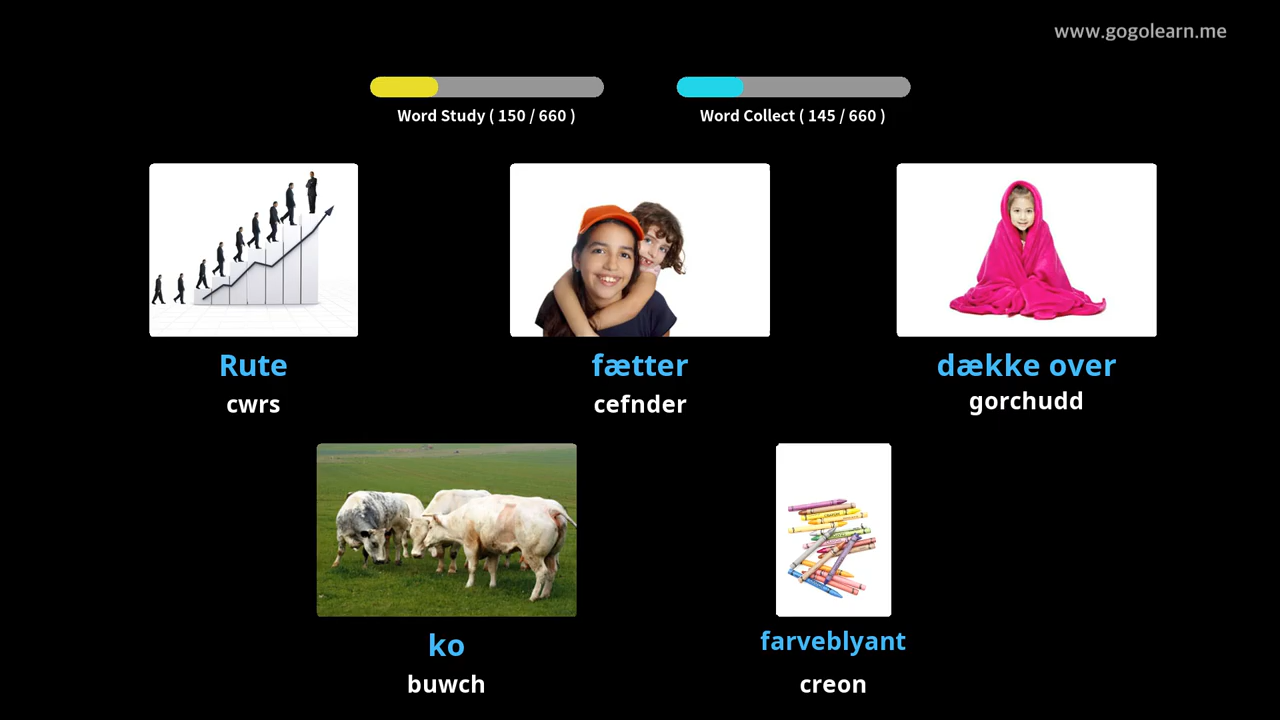 www.gogolearn.me
Word Study ( 150 / 660 )
Word Collect ( 145 / 660 )
Rute
cwrs
fætter
cefnder
dække over
gorchudd
ko
buwch
farveblyant
creon